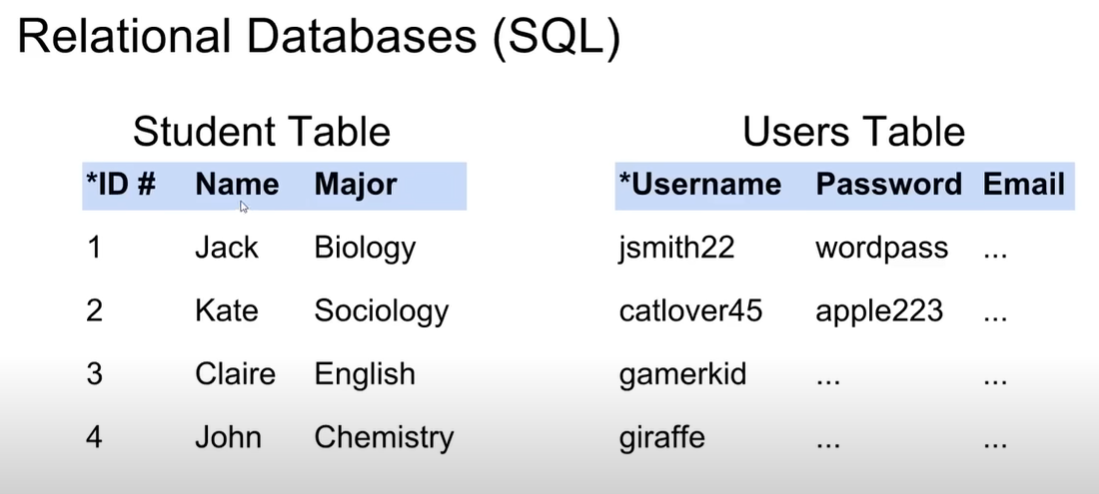 Relational Databases (SQL)
Student Table
*ID # Name Major
1 Jack Biology
2 Kate Sociology
3 Claire English
4 John Chemistry
Users Table
*Username Password Email
jsmith22 wordpass ...
catlover45 apple223 ...
gamerkid ... ...
giraffe ... ...